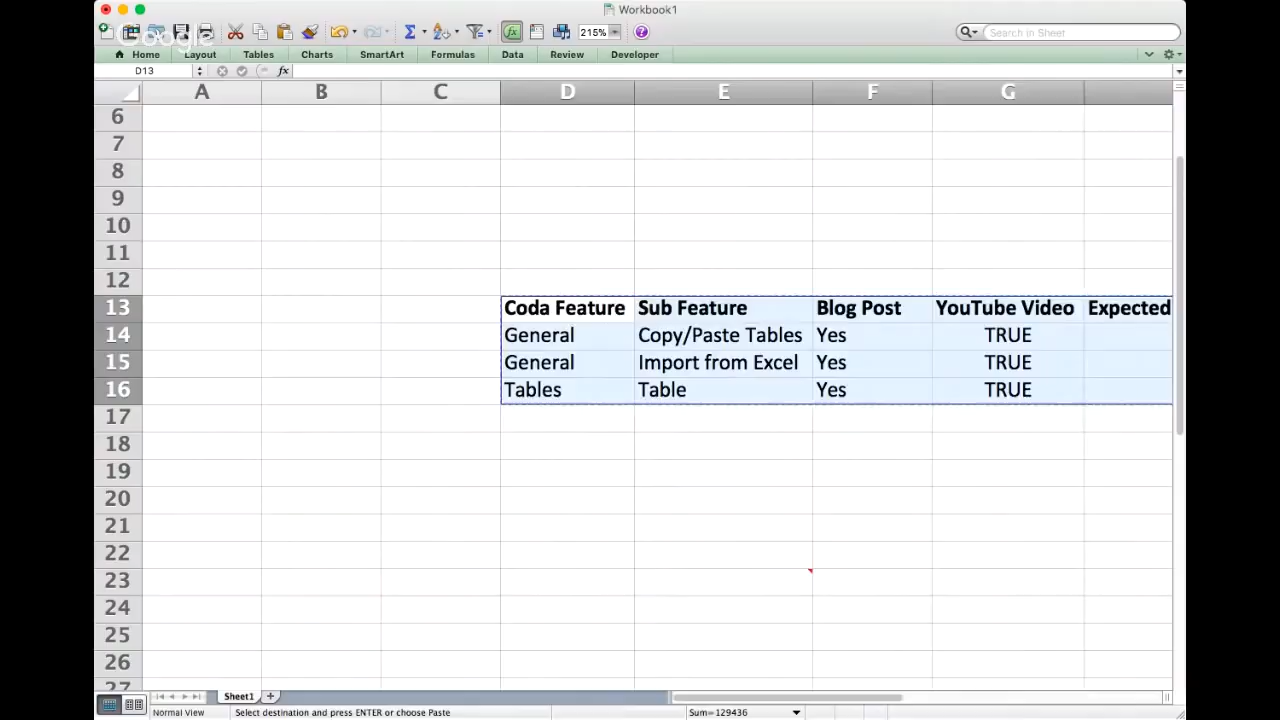 Workbook1
Google
215%
Search in Sheet
Home Layout Tables Charts SmartArt Formulas Data Review Developer
D13 fx
A B C D E F G
6
7
8
9
10
11
12
13 Coda Feature Sub Feature Blog Post YouTube Video Expected
14 General Copy/Paste Tables Yes TRUE
15 General Import from Excel Yes TRUE
16 Tables Table Yes TRUE
17
18
19
20
21
22
23
24
25
26
27
Sheet1
Normal View Select destination and press ENTER or choose Paste Sum=129436